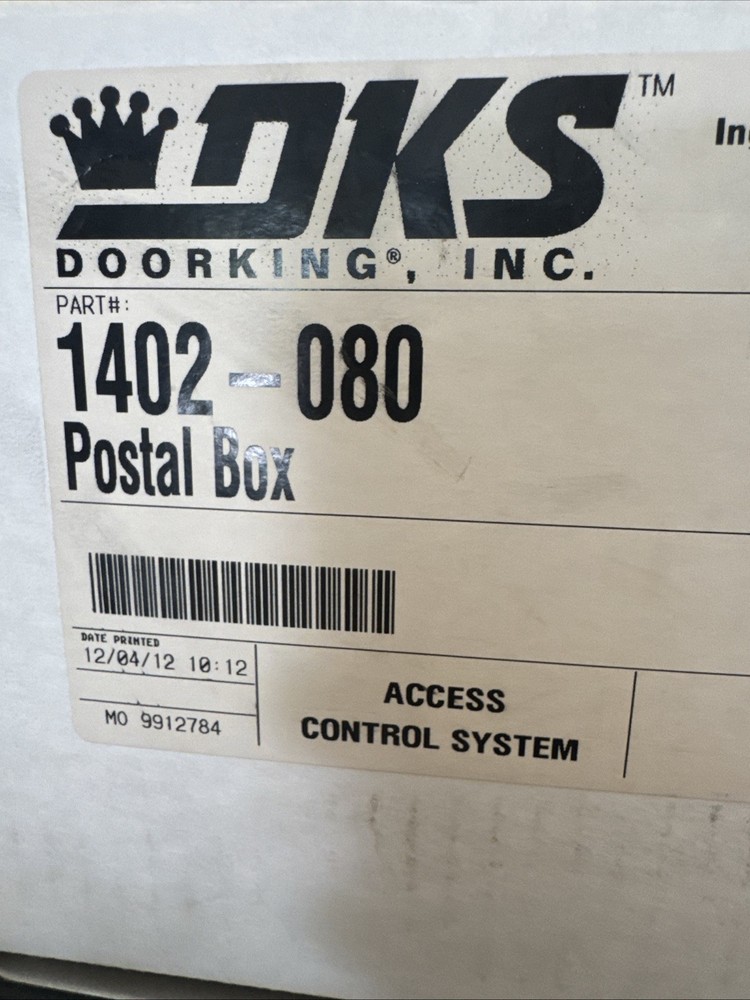 DKS™
DOORKING®, INC.
PART#:
1402-080
Postal Box
DATE PRINTED
12/04/12 10:12
MO 9912784
ACCESS
CONTROL SYSTEM